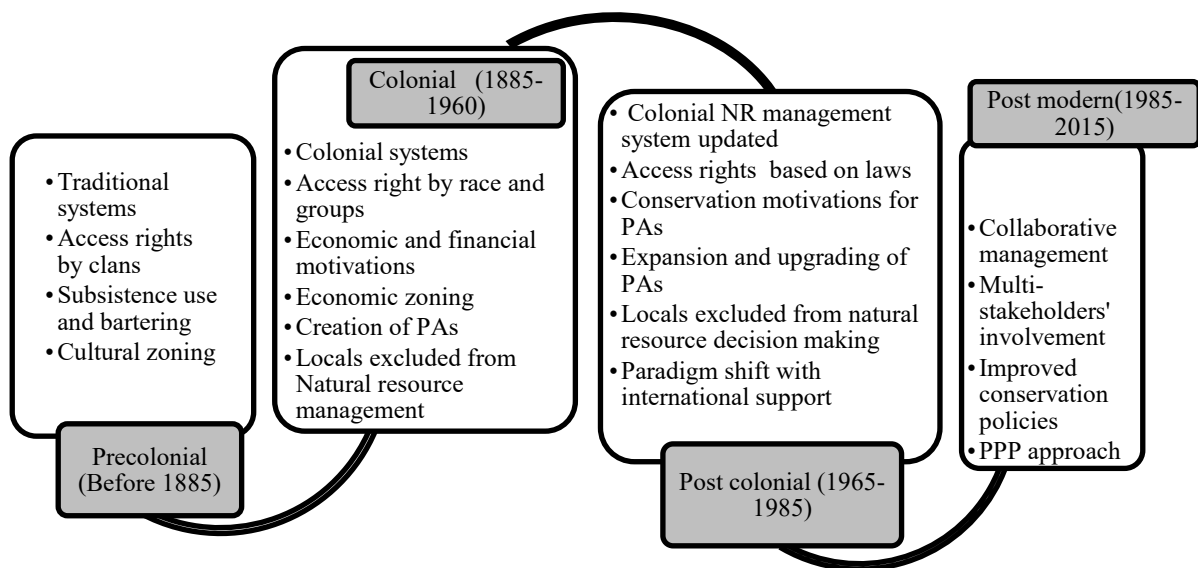 • Traditional
systems
• Access rights
by clans
• Subsistence use
and bartering
• Cultural zoning
Precolonial
(Before 1885)
Colonial (1885-
1960)
• Colonial systems
• Access right by race and
groups
• Economic and financial
motivations
• Economic zoning
• Creation of PAs
• Locals excluded from
Natural resource
management
• Colonial NR management
system updated
• Access rights based on laws
• Conservation motivations for
PAs
• Expansion and upgrading of
PAs
• Locals excluded from natural
resource decision making
• Paradigm shift with
international support
Post colonial (1965-
1985)
Post modern(1985-
2015)
• Collaborative
management
• Multi-
stakeholders'
involvement
• Improved
conservation
policies
• PPP approach